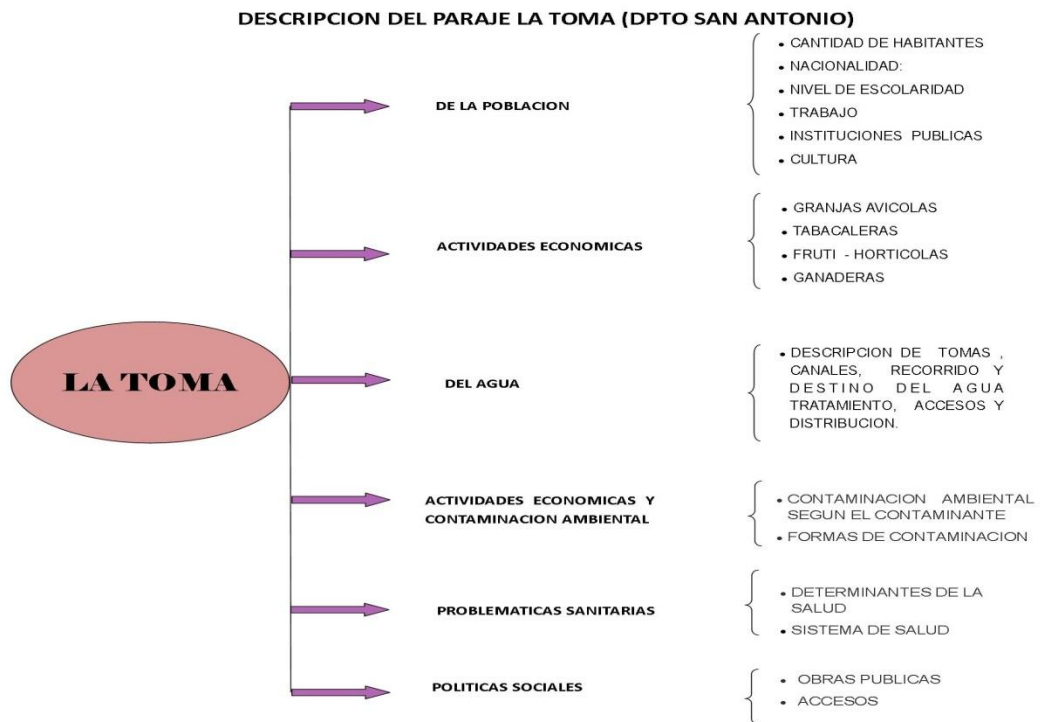 DESCRIPCION DEL PARAJE LA TOMA (DPTO SAN ANTONIO)
LA TOMA
DE LA POBLACION
• CANTIDAD DE HABITANTES
• NACIONALIDAD:
• NIVEL DE ESCOLARIDAD
• TRABAJO
• INSTITUCIONES PUBLICAS
• CULTURA
ACTIVIDADES ECONOMICAS
• GRANJAS AVICOLAS
• TABACALERAS
• FRUTI - HORTICOLAS
• GANADERAS
DEL AGUA
• DESCRIPCION DE TOMAS ,
CANALES, RECORRIDO Y
DESTINO DEL AGUA
TRATAMIENTO, ACCESOS Y
DISTRIBUCION.
ACTIVIDADES ECONOMICAS Y
CONTAMINACION AMBIENTAL
• CONTAMINACION AMBIENTAL
SEGUN EL CONTAMINANTE
• FORMAS DE CONTAMINACION
PROBLEMATICAS SANITARIAS
• DETERMINANTES DE LA
SALUD
• SISTEMA DE SALUD
POLITICAS SOCIALES
• OBRAS PUBLICAS
• ACCESOS